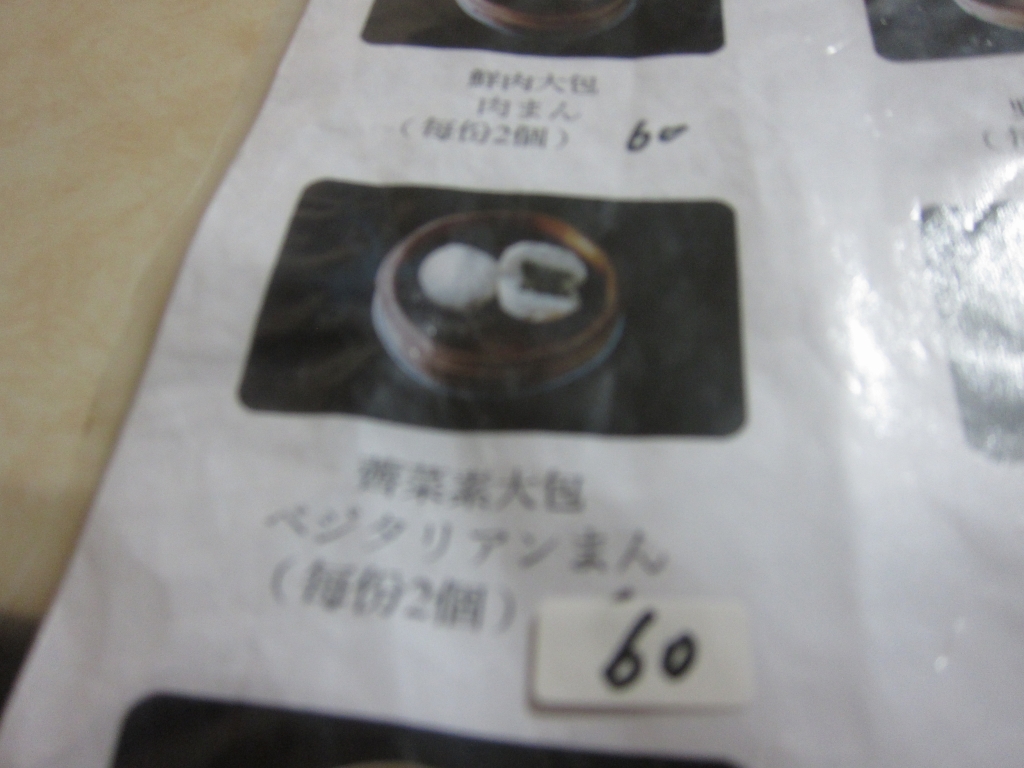 鮮肉大包
肉まん
(每份2個) 60
薺菜素大包
ベジタリアンまん
(每份2個)
60